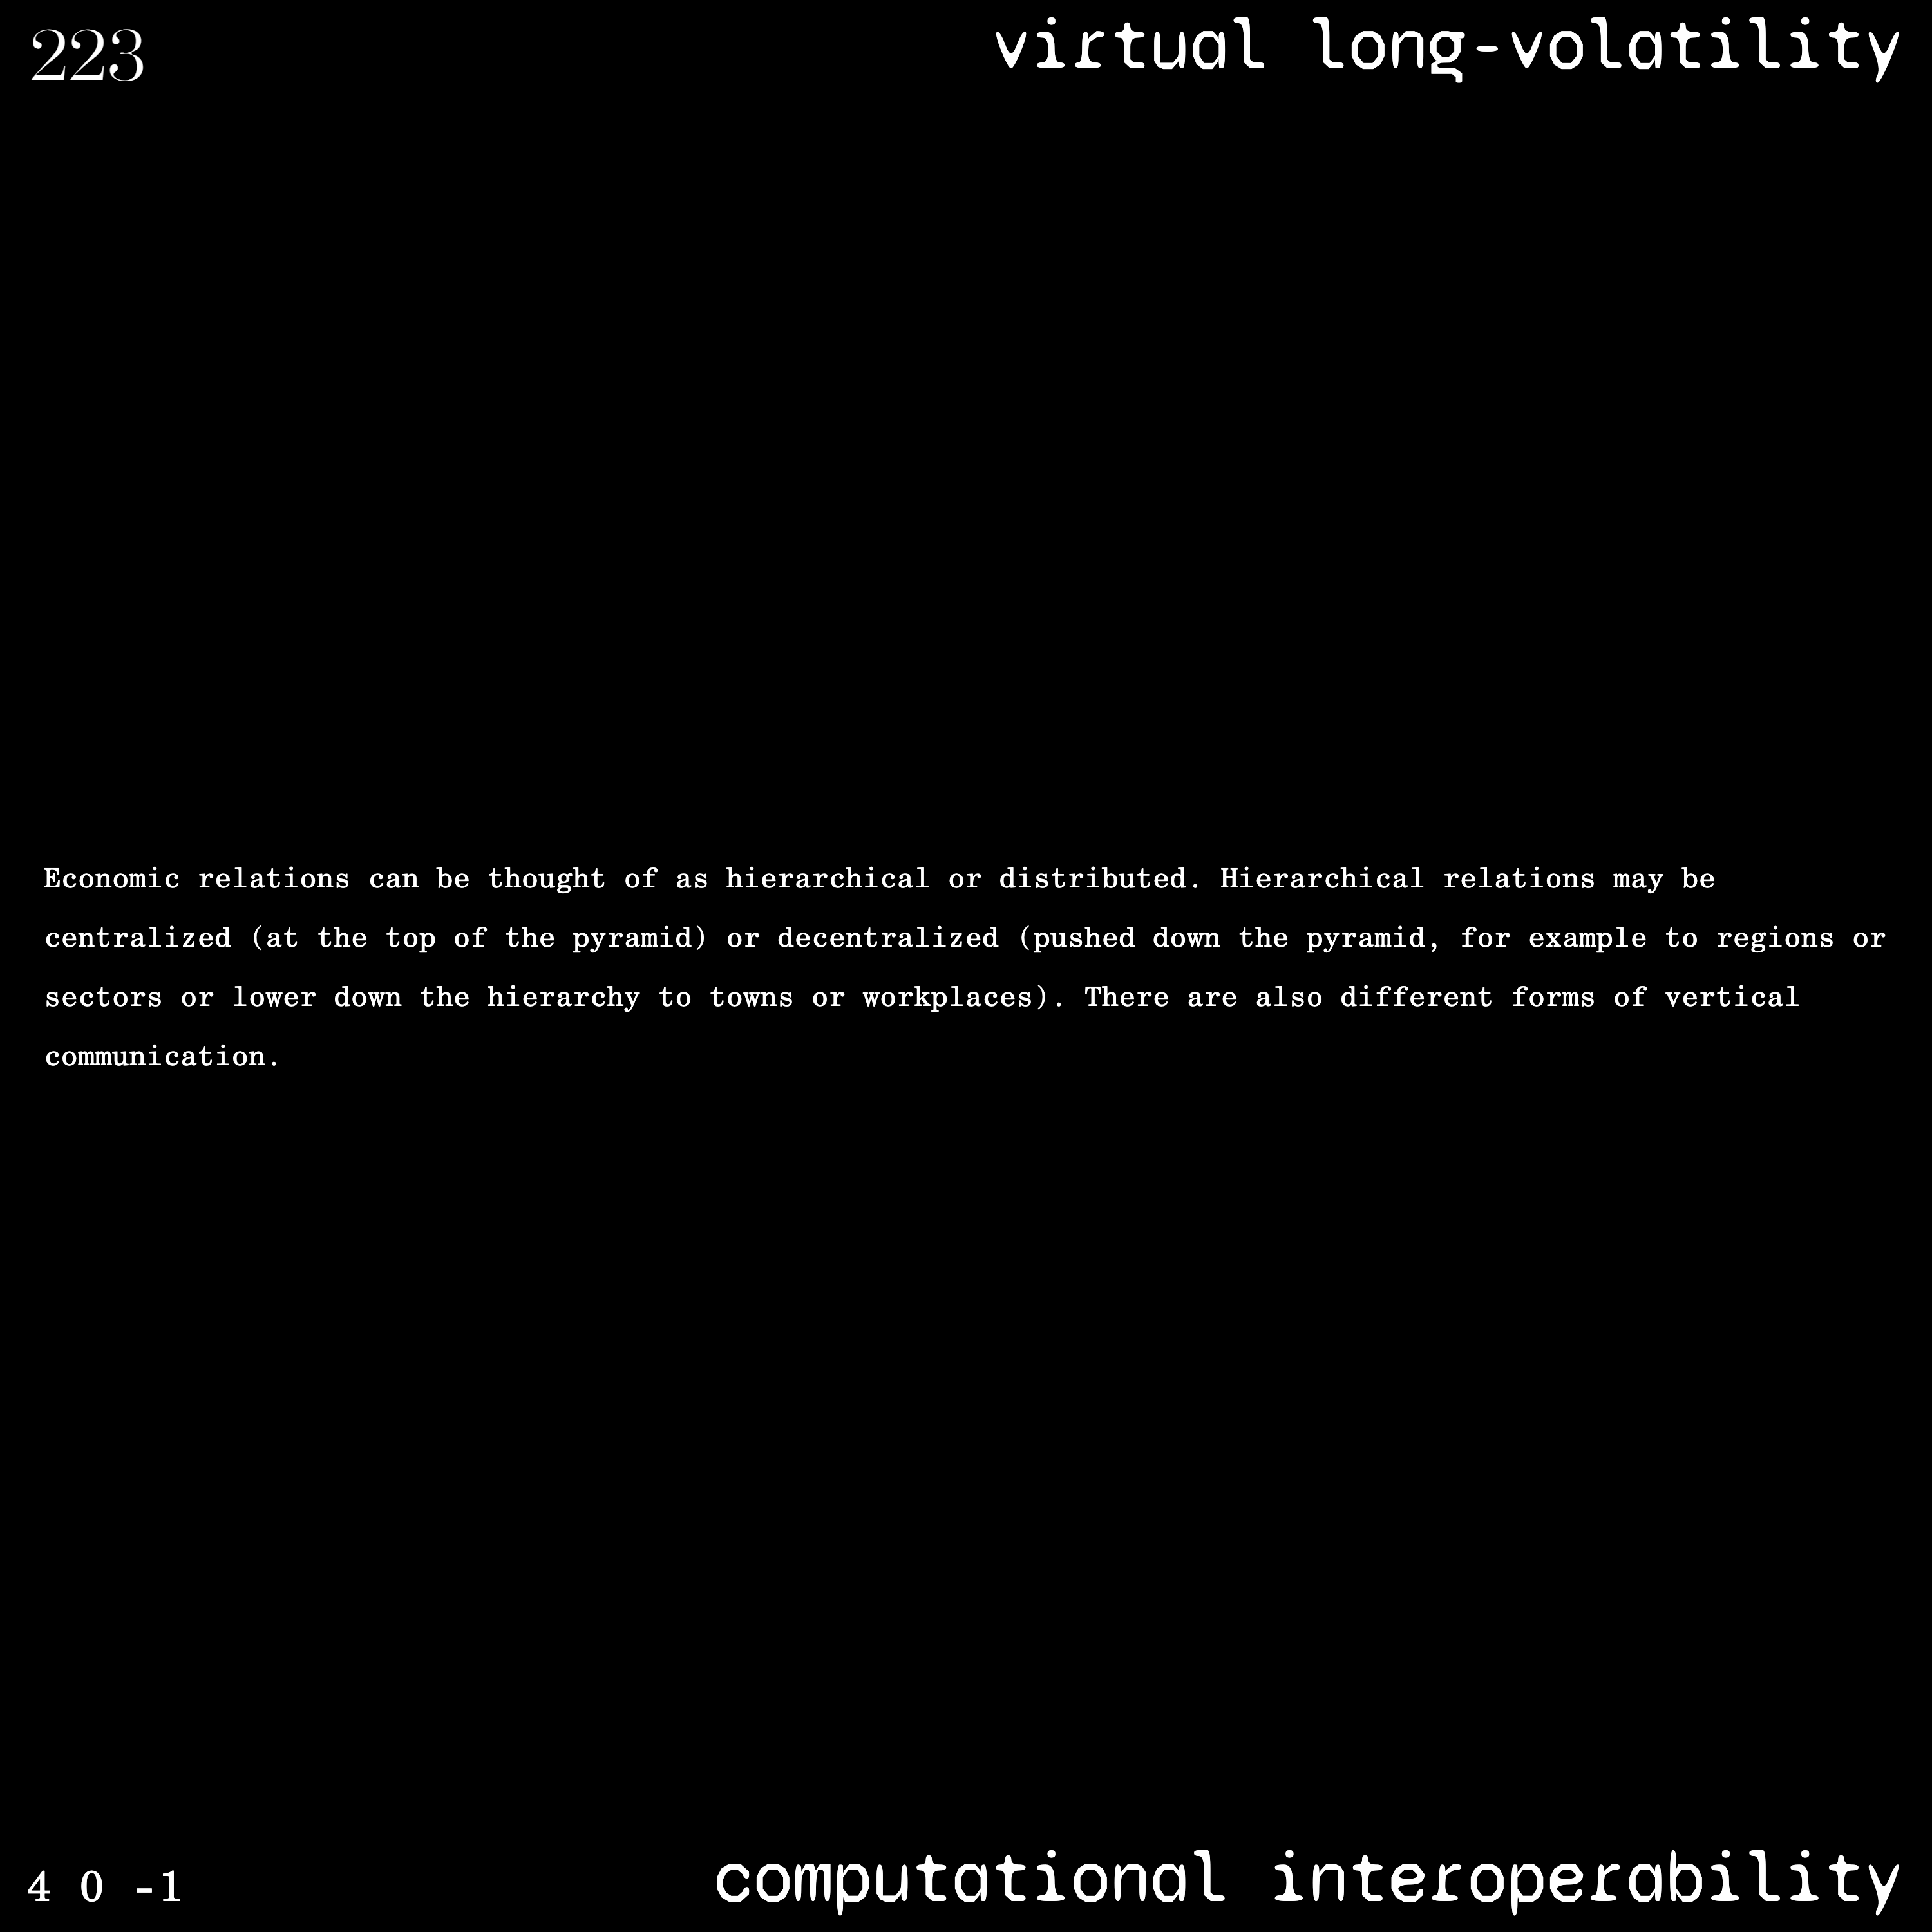 223
virtual long-volatility
Economic relations can be thought of as hierarchical or distributed. Hierarchical relations may be
centralized (at the top of the pyramid) or decentralized (pushed down the pyramid, for example to regions or
sectors or lower down the hierarchy to towns or workplaces). There are also different forms of vertical
communication.
4 0 -1
computational interoperability